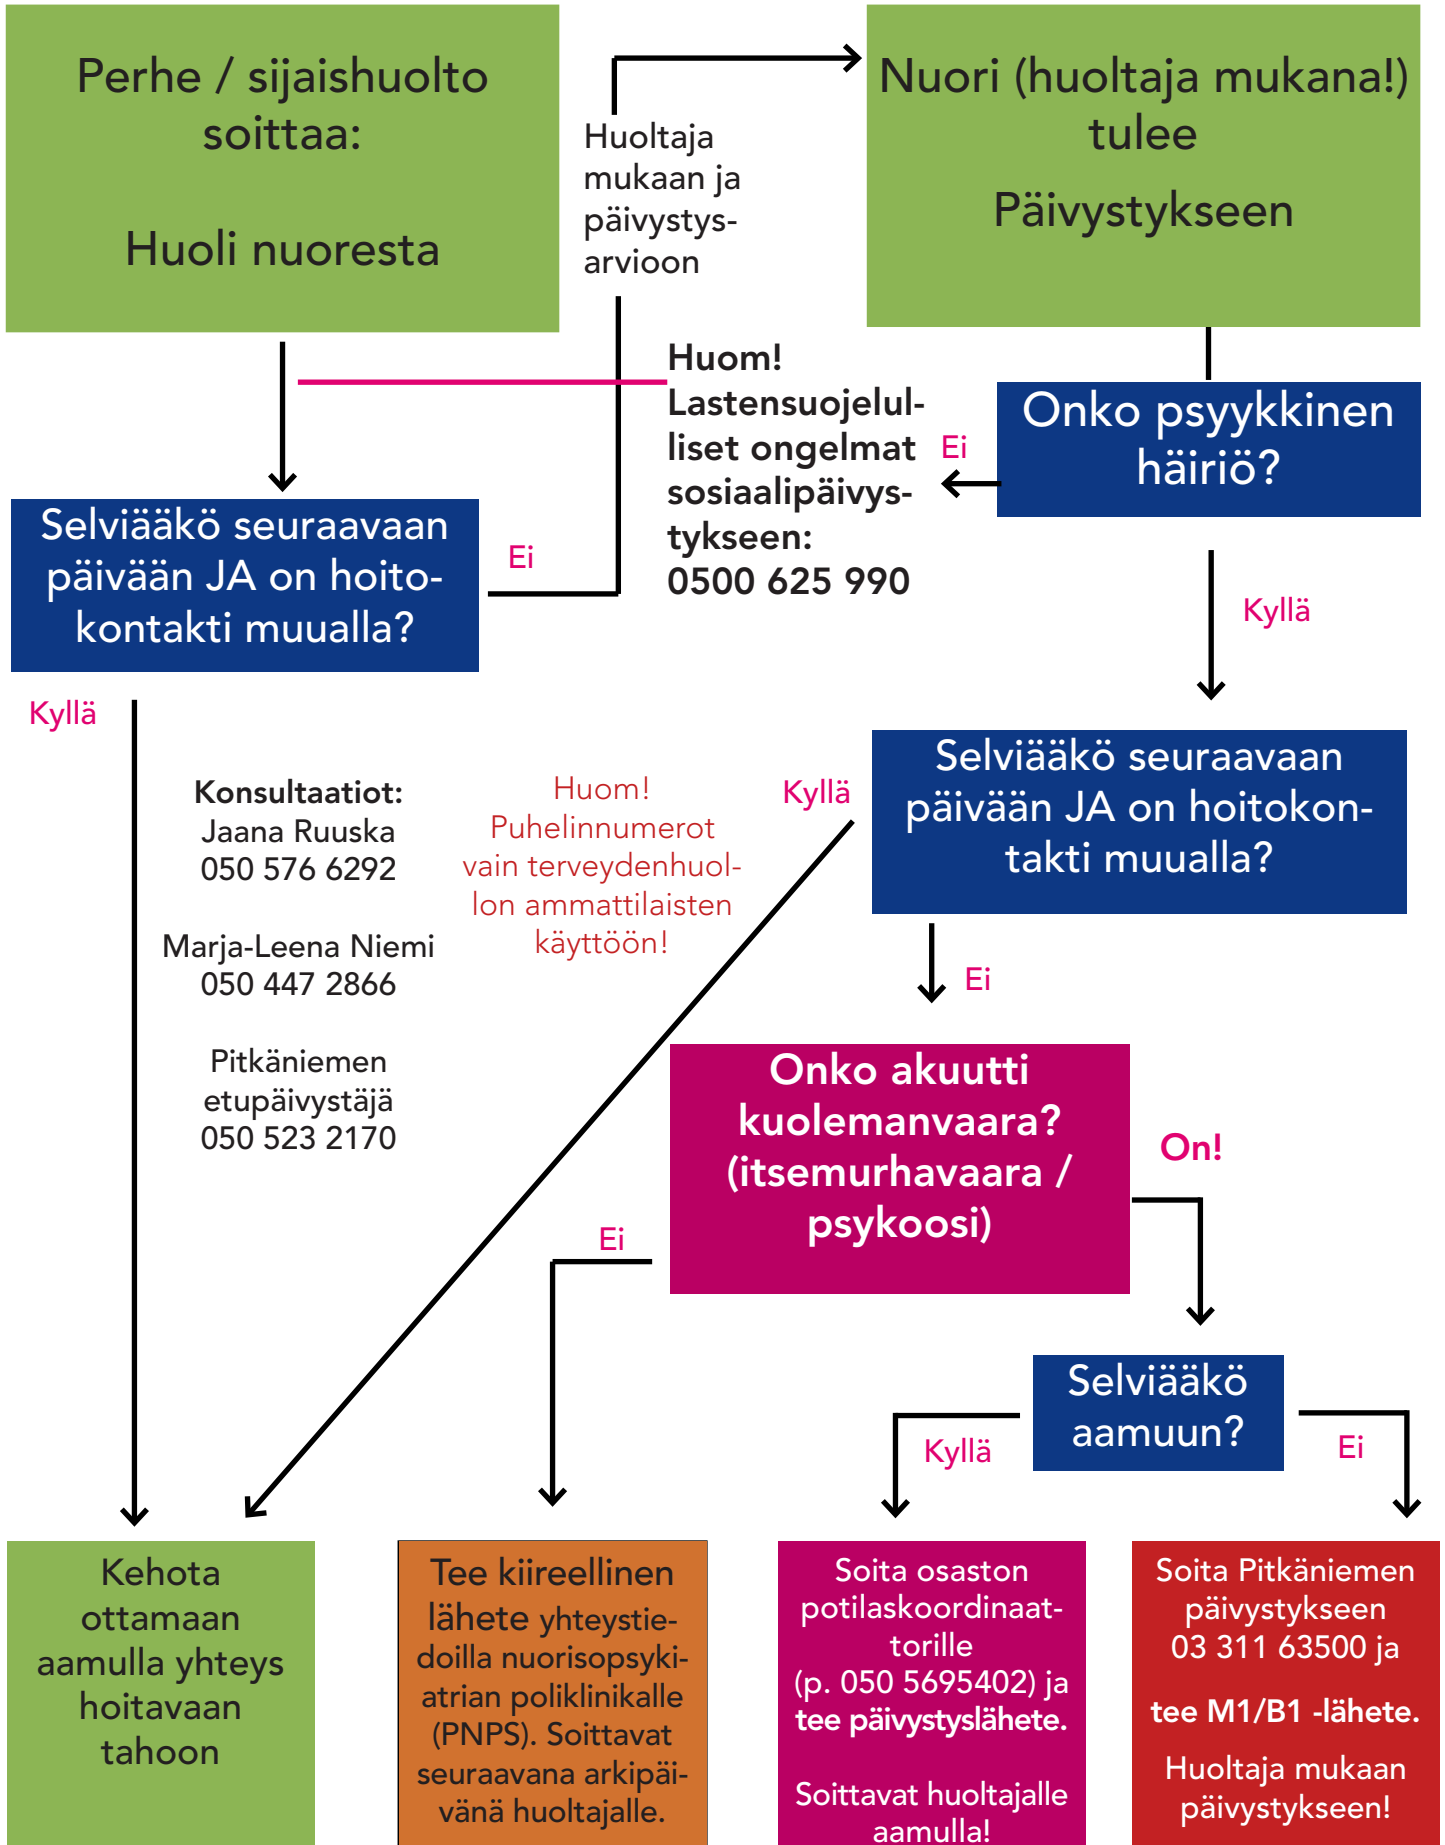 Perhe / sijaishuolto
soittaa:
Huoli nuoresta
Huoltaja
mukaan ja
päivystys-
arvioon
Nuori (huoltaja mukana!)
tulee
Päivystykseen
Huom!
Lastensuojelul-
liset ongelmat
sosiaalipäivys-
tykseen:
0500 625 990
Ei
Onko psyykkinen
häiriö?
Selviääkö seuraavaan
päivään JA on hoito-
kontakti muualla?
Ei
Kyllä
Kyllä
Konsultaatiot:
Jaana Ruuska
050 576 6292
Marja-Leena Niemi
050 447 2866
Pitkäniemen
etupäivystäjä
050 523 2170
Huom!
Puhelinnumerot
vain terveydenhuol-
lon ammattilaisten
käyttöön!
Kyllä
Selviääkö seuraavaan
päivään JA on hoitokon-
takti muualla?
Ei
Onko akuutti
kuolemanvaara?
(itsemurhavaara /
psykoosi)
On!
Ei
Selviääkö
aamuun?
Kyllä
Ei
Kehota
ottamaan
aamulla yhteys
hoitavaan
tahoon
Tee kiireellinen
lähete yhteystie-
doilla nuorisopsyki-
atrian poliklinikalle
(PNPS). Soittavat
seuraavana arkipäi-
vänä huoltajalle.
Soita osaston
potilaskoordinaat-
torille
(p. 050 5695402) ja
tee päivystyslähete.
Soittavat huoltajalle
aamulla!
Soita Pitkäniemen
päivystykseen
03 311 63500 ja
tee M1/B1 -lähete.
Huoltaja mukaan
päivystykseen!